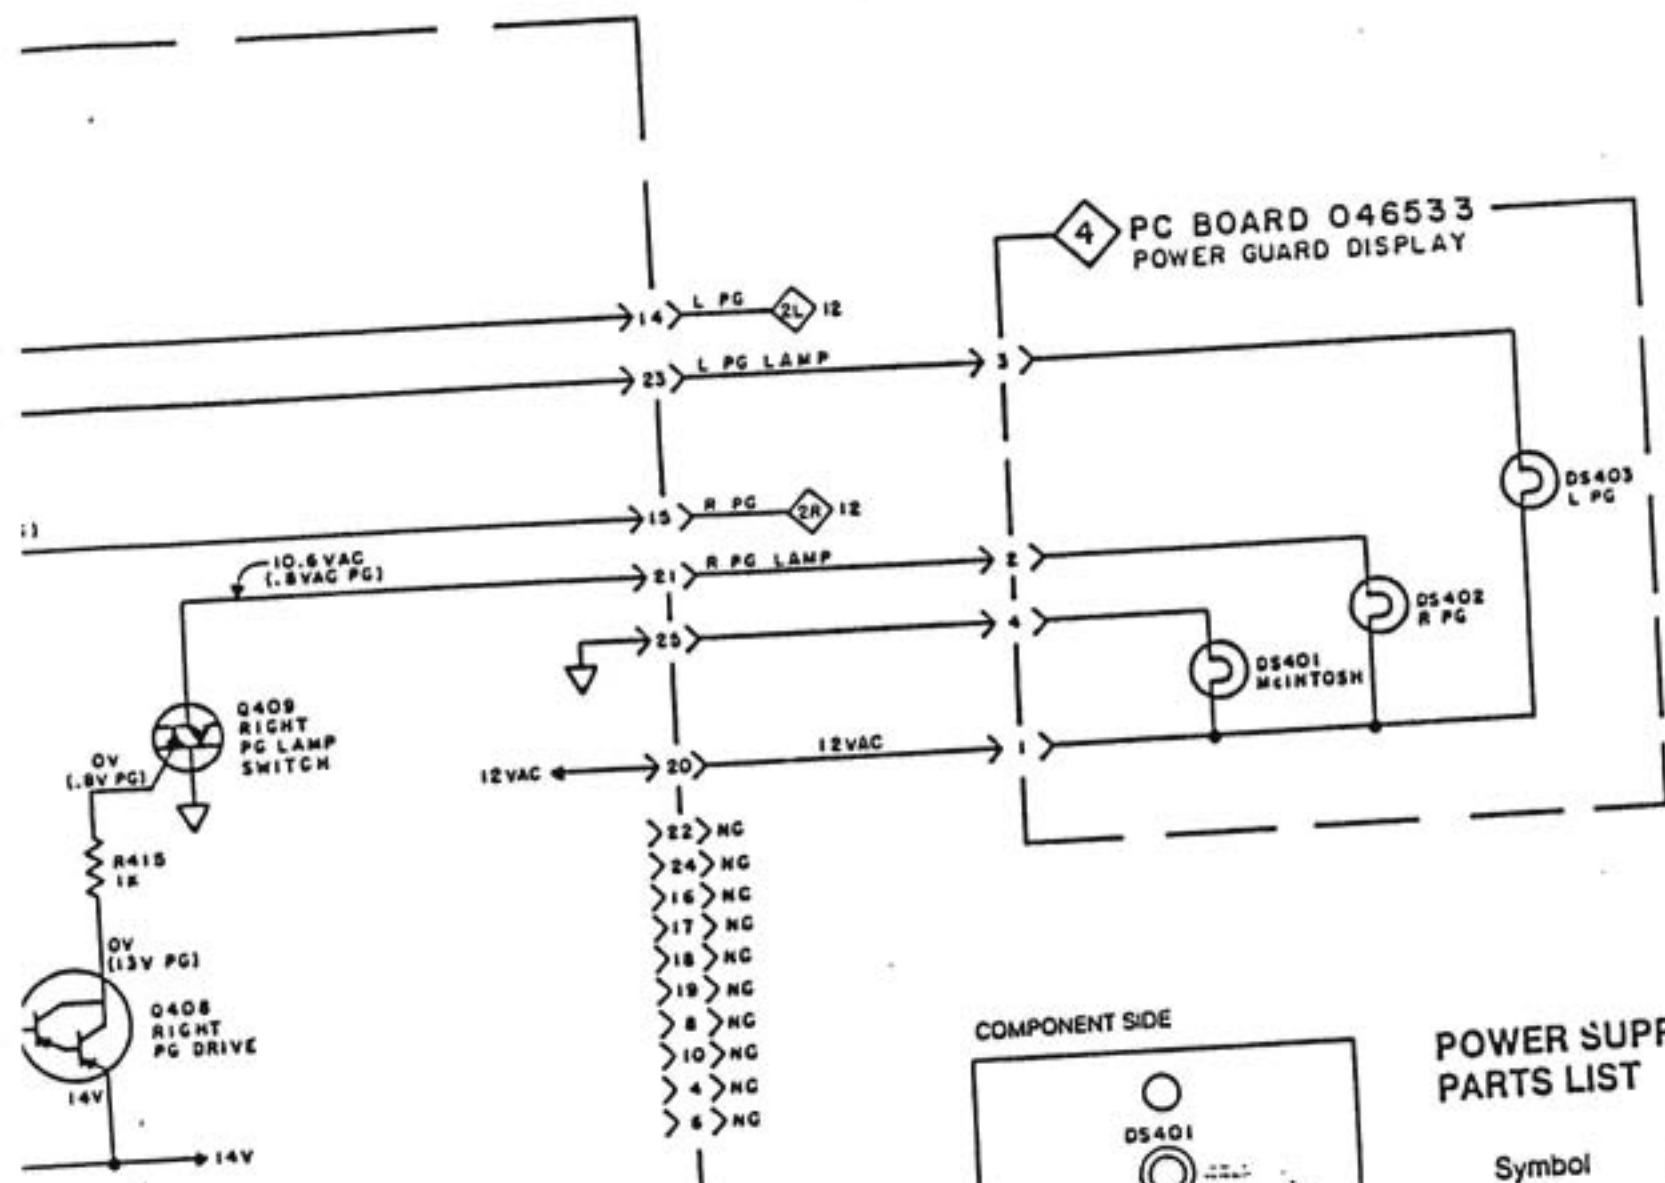 4 PC BOARD 046533
POWER GUARD DISPLAY
14 L PG 2L 12
23 L PG LAMP 3
DS403
L PG
15 R PG 2R 12
10.6VAC
(.8VAC PG)
21 R PG LAMP 2
DS402
R PG
25 4
DS401
McINTOSH
Q409
RIGHT
PG LAMP
SWITCH
0V
(.8V PG)
12VAC 20 12VAC 1
22 NC
24 NC
16 NC
17 NC
18 NC
19 NC
8 NC
10 NC
4 NC
6 NC
R415
1K
0V
(13V PG)
Q408
RIGHT
PG DRIVE
14V
14V
COMPONENT SIDE
DS401
POWER SUPP
PARTS LIST
Symbol